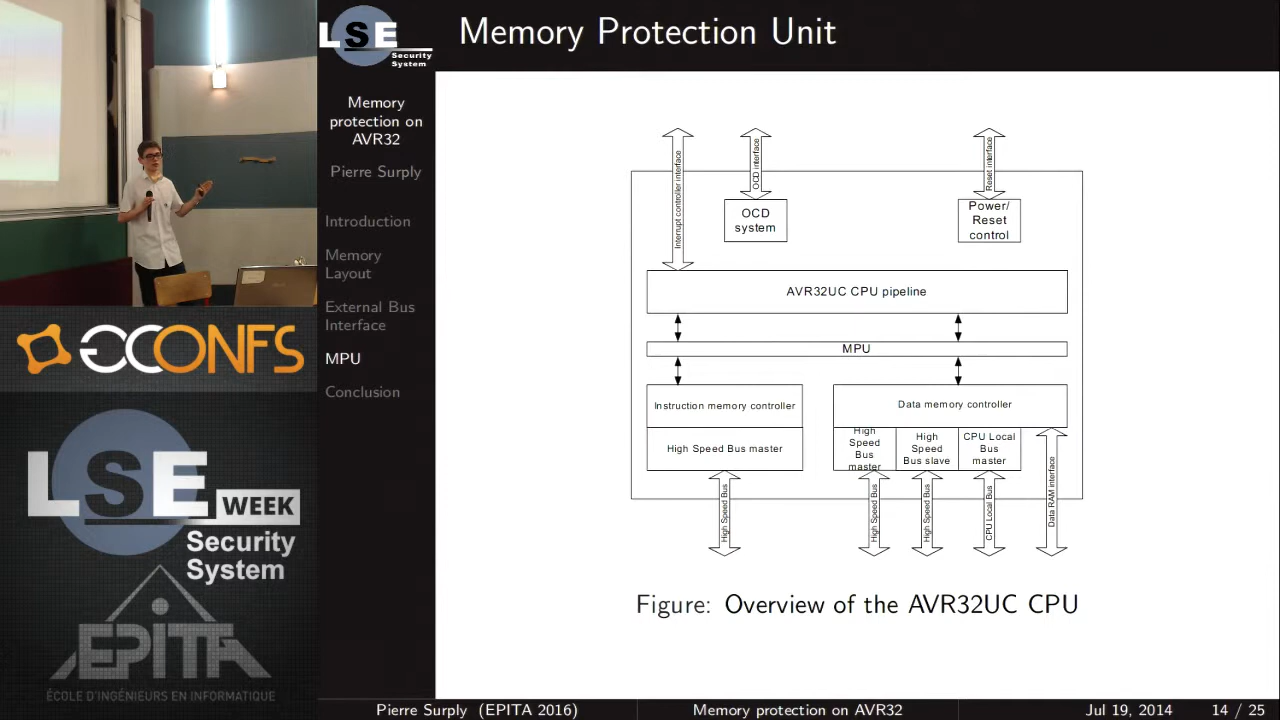 LSE
Security
System
Memory Protection Unit
Memory
protection on
AVR32
Pierre Surply
Introduction
Memory
Layout
External Bus
Interface
MPU
Conclusion
Interrupt controller interface
OCD interface
Reset interface
OCD
system
Power/
Reset
control
AVR32UC CPU pipeline
MPU
Instruction memory controller
High Speed Bus master
Data memory controller
High
Speed
Bus
master
High
Speed
Bus slave
CPU Local
Bus
master
High Speed Bus
High Speed Bus
High Speed Bus
CPU Local Bus
Data RAM interface
Figure: Overview of the AVR32UC CPU
Pierre Surply (EPITA 2016)
Memory protection on AVR32
Jul 19, 2014
14 / 25
GCONFS
LSE
WEEK
Security
System
EPITA
ÉCOLE D'INGÉNIEURS EN INFORMATIQUE